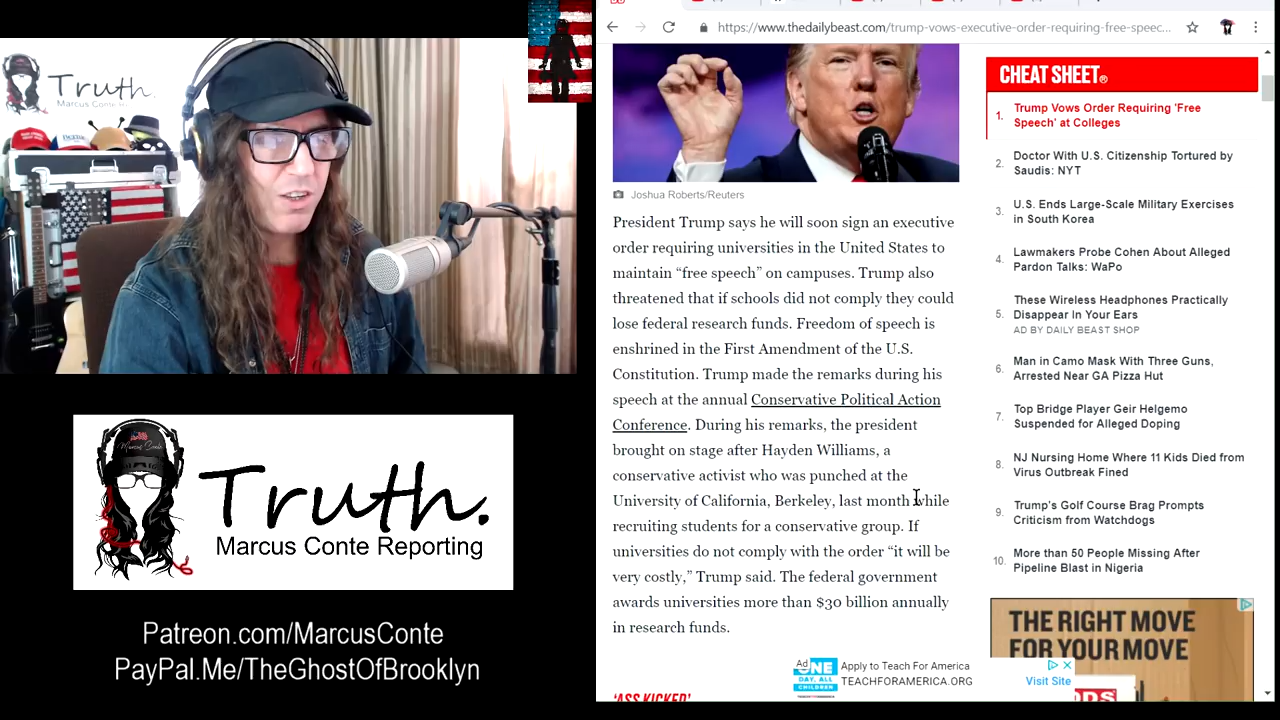 Truth.
Marcus Conte R
Truth.
Marcus Conte Reporting
Patreon.com/MarcusConte
PayPal.Me/TheGhostOfBrooklyn
https://www.thedailybeast.com/trump-vows-executive-order-requiring-free-speec...
Joshua Roberts/Reuters
President Trump says he will soon sign an executive
order requiring universities in the United States to
maintain “free speech” on campuses. Trump also
threatened that if schools did not comply they could
lose federal research funds. Freedom of speech is
enshrined in the First Amendment of the U.S.
Constitution. Trump made the remarks during his
speech at the annual Conservative Political Action
Conference. During his remarks, the president
brought on stage after Hayden Williams, a
conservative activist who was punched at the
University of California, Berkeley, last month while
recruiting students for a conservative group. If
universities do not comply with the order “it will be
very costly,” Trump said. The federal government
awards universities more than $30 billion annually
in research funds.
Ad
ONE
DAY, ALL
CHILDREN
Apply to Teach For America
TEACHFORAMERICA.ORG
Visit Site
'ASS KICKED'
CHEAT SHEET®
1. Trump Vows Order Requiring 'Free
Speech' at Colleges
2. Doctor With U.S. Citizenship Tortured by
Saudis: NYT
3. U.S. Ends Large-Scale Military Exercises
in South Korea
4. Lawmakers Probe Cohen About Alleged
Pardon Talks: WaPo
5. These Wireless Headphones Practically
Disappear In Your Ears
AD BY DAILY BEAST SHOP
6. Man in Camo Mask With Three Guns,
Arrested Near GA Pizza Hut
7. Top Bridge Player Geir Helgemo
Suspended for Alleged Doping
8. NJ Nursing Home Where 11 Kids Died from
Virus Outbreak Fined
9. Trump's Golf Course Brag Prompts
Criticism from Watchdogs
10. More than 50 People Missing After
Pipeline Blast in Nigeria
THE RIGHT MOVE
FOR YOUR MOVE